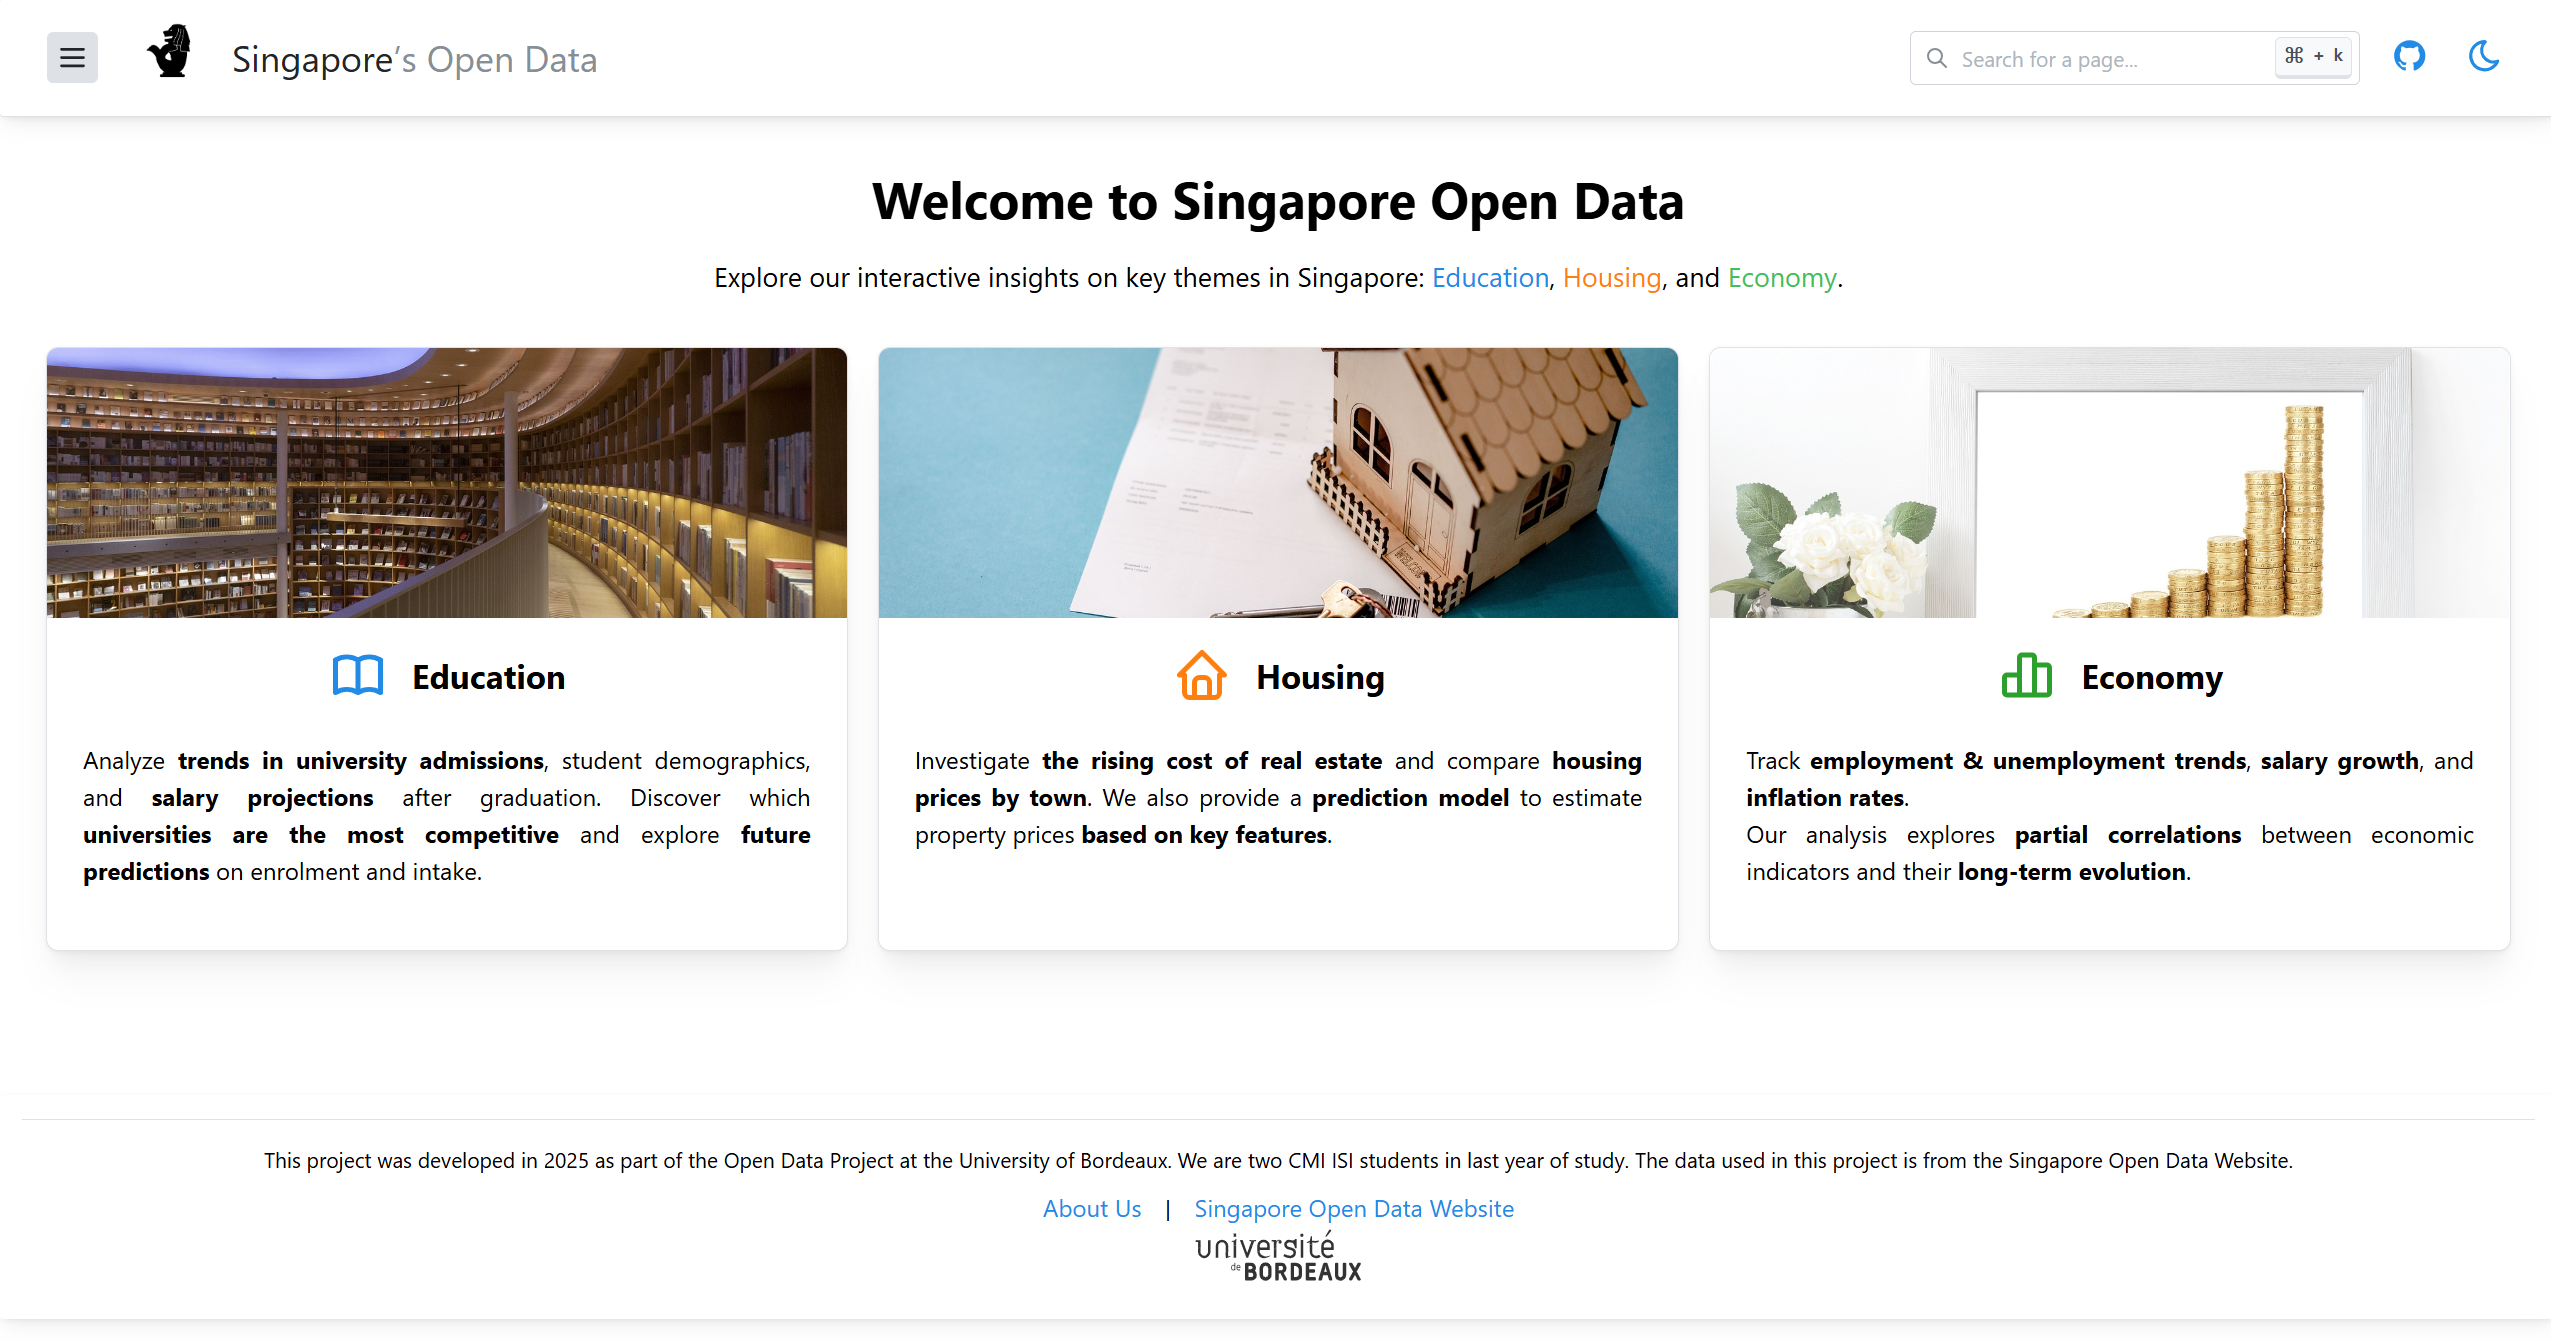 Singapore's Open Data
Search for a page...
⌘ + k
Welcome to Singapore Open Data
Explore our interactive insights on key themes in Singapore: Education, Housing, and Economy.
Education
Analyze trends in university admissions, student demographics,
and salary projections after graduation. Discover which
universities are the most competitive and explore future
predictions on enrolment and intake.
Housing
Investigate the rising cost of real estate and compare housing
prices by town. We also provide a prediction model to estimate
property prices based on key features.
Economy
Track employment & unemployment trends, salary growth, and
inflation rates.
Our analysis explores partial correlations between economic
indicators and their long-term evolution.
This project was developed in 2025 as part of the Open Data Project at the University of Bordeaux. We are two CMI ISI students in last year of study. The data used in this project is from the Singapore Open Data Website.
About Us | Singapore Open Data Website
université
de BORDEAUX